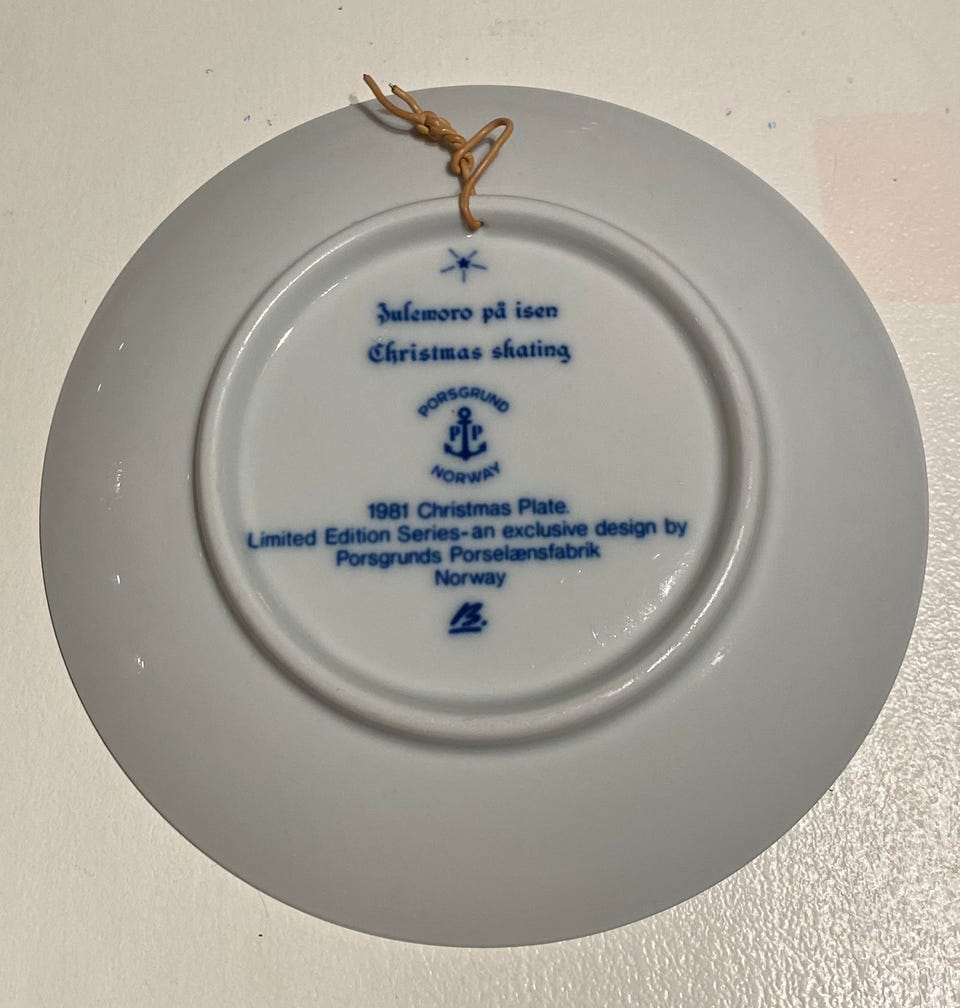 Julemoro på isen
Christmas skating
PORSGRUND
PP
NORWAY
1981 Christmas Plate.
Limited Edition Series-an exclusive design by
Porsgrunds Porselænsfabrik
Norway
B.